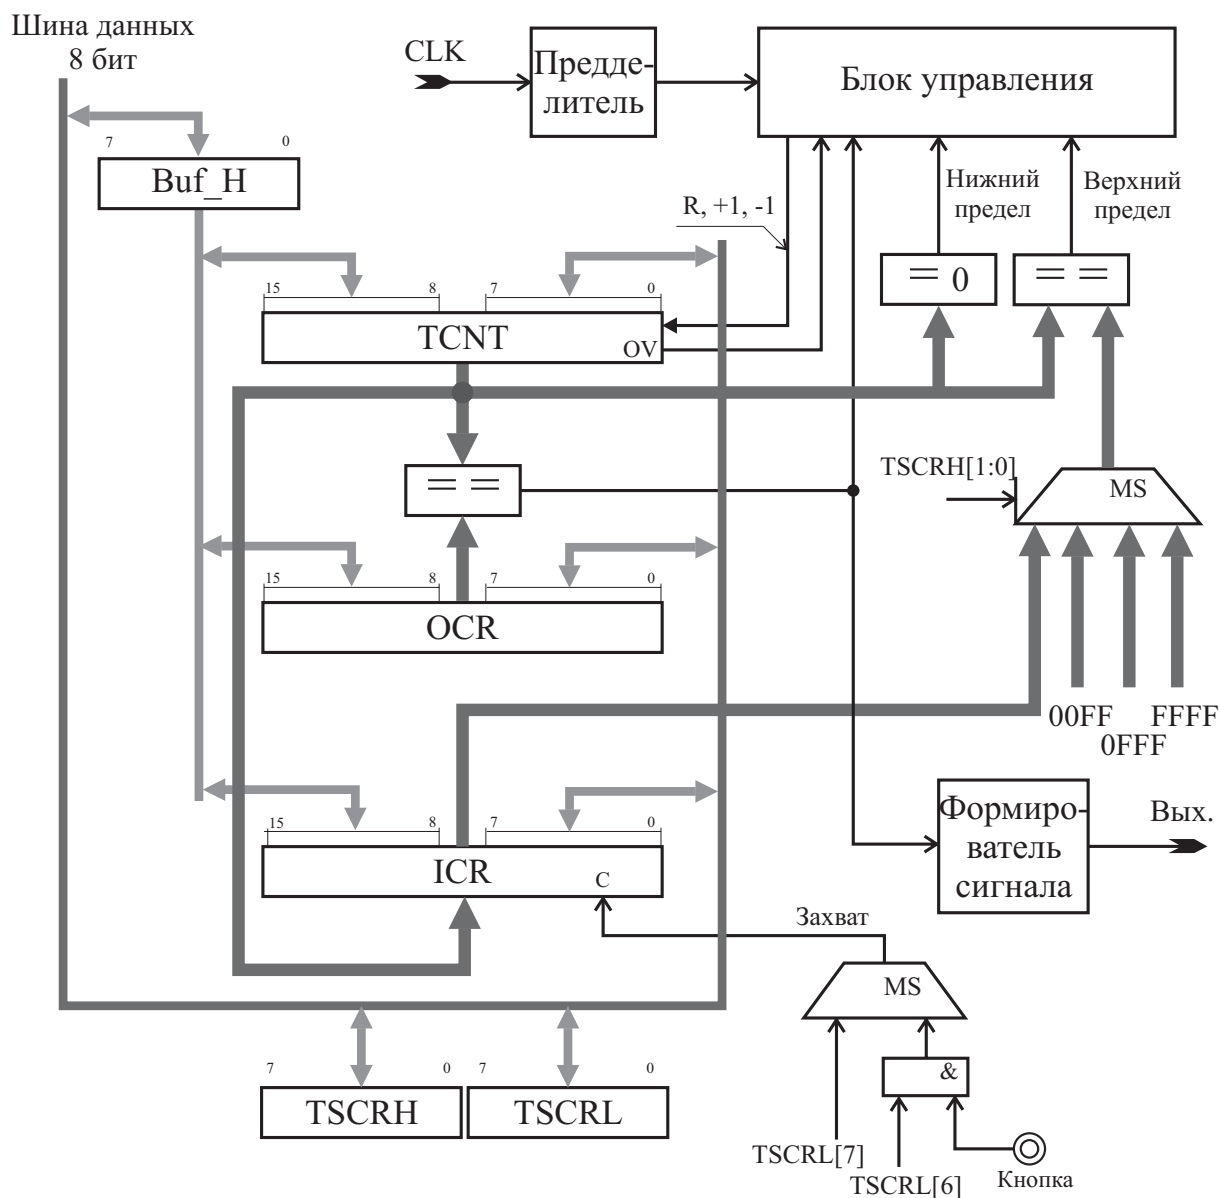 Шина данных
8 бит
CLK
Предде-
литель
Блок управления
7 0
Buf_H
R, +1, -1
Нижний
предел
Верхний
предел
= 0
= =
15 8 7 0
TCNT
OV
= =
TSCRH[1:0]
MS
15 8 7 0
OCR
00FF
0FFF
FFFF
15 8 7 0
ICR
C
Формиро-
ватель
сигнала
Вых.
Захват
MS
&
7 0
TSCRH
7 0
TSCRL
TSCRL[7]
TSCRL[6]
Кнопка